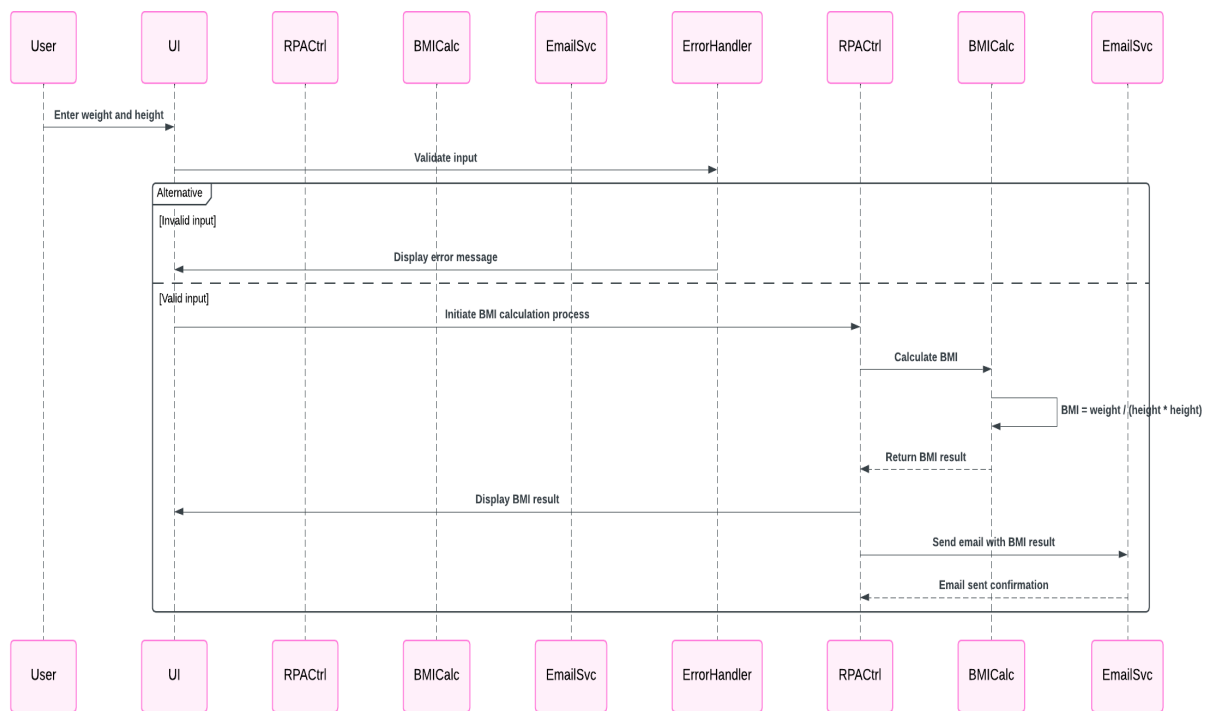 User
UI
RPACtrl
BMICalc
EmailSvc
ErrorHandler
RPACtrl
BMICalc
EmailSvc
Enter weight and height
Validate input
Alternative
[Invalid input]
Display error message
[Valid input]
Initiate BMI calculation process
Calculate BMI
BMI = weight / (height * height)
Return BMI result
Display BMI result
Send email with BMI result
Email sent confirmation
User
UI
RPACtrl
BMICalc
EmailSvc
ErrorHandler
RPACtrl
BMICalc
EmailSvc